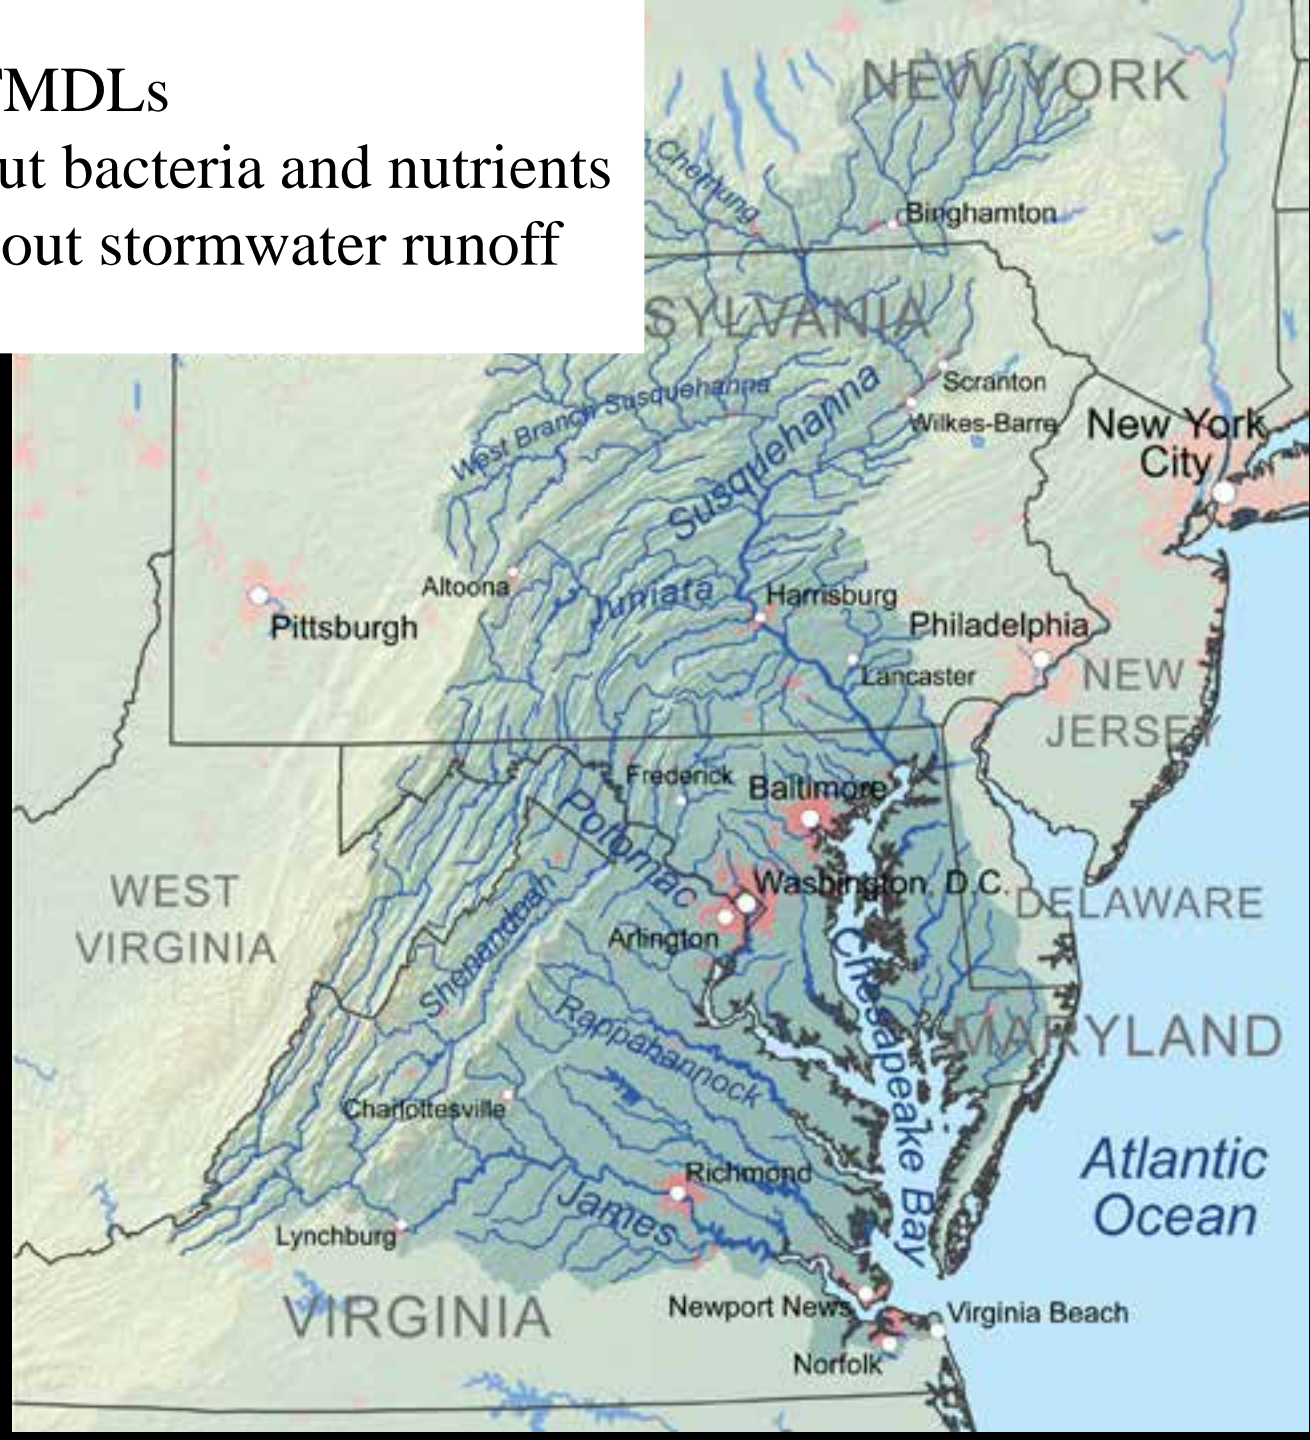 TMDLs
ut bacteria and nutrients
out stormwater runoff
NEW YORK
Chemung
Binghamton
SYLVANIA
Scranton
West Branch Susquehanna
Susquehanna
Wilkes-Barre
New York
City
Altoona
Juniata
Harrisburg
Pittsburgh
Philadelphia
Lancaster
NEW
JERSEY
Frederick
Baltimore
Potomac
WEST
VIRGINIA
Washington, D.C.
DELAWARE
Arlington
Shenandoah
Chesapeake Bay
Rappahannock
MARYLAND
Charlottesville
Richmond
Atlantic
Ocean
James
Lynchburg
VIRGINIA
Newport News
Virginia Beach
Norfolk